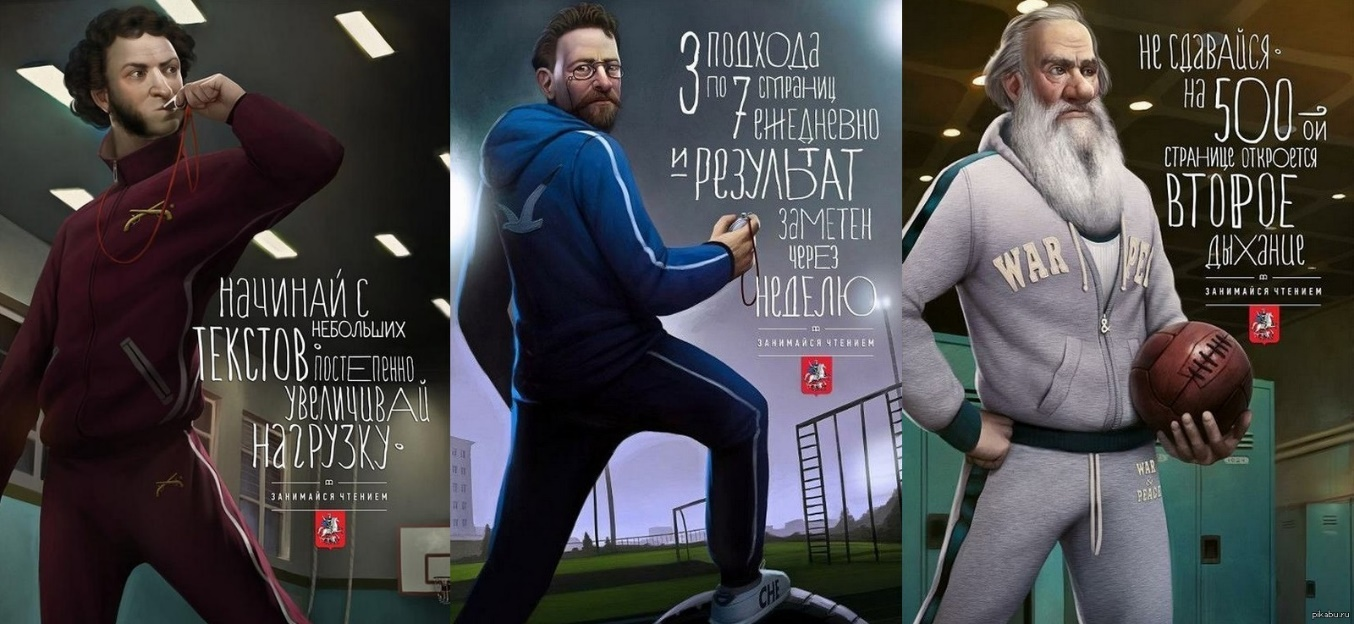 НАЧИНАЙ С
НЕБОЛЬШИХ
ТЕКСТОВ
ПОСТЕПЕННО
УВЕЛИЧИВАЙ
НАГРУЗКУ.
ЗАНИМАЙСЯ ЧТЕНИЕМ
3 ПОДХОДА
ПО 7 СТРАНИЦ
ЕЖЕДНЕВНО
И РЕЗУЛЬТАТ
ЗАМЕТЕН
ЧЕРЕЗ
НЕДЕЛЮ
ЗАНИМАЙСЯ ЧТЕНИЕМ
CHE
НЕ СДАВАЙСЯ.
НА 500-ОЙ
СТРАНИЦЕ ОТКРОЕТСЯ
ВТОРОЕ
ДЫХАНИЕ
ЗАНИМАЙСЯ ЧТЕНИЕМ
WAR & PE
WAR
&
PEACE
pikabu.ru